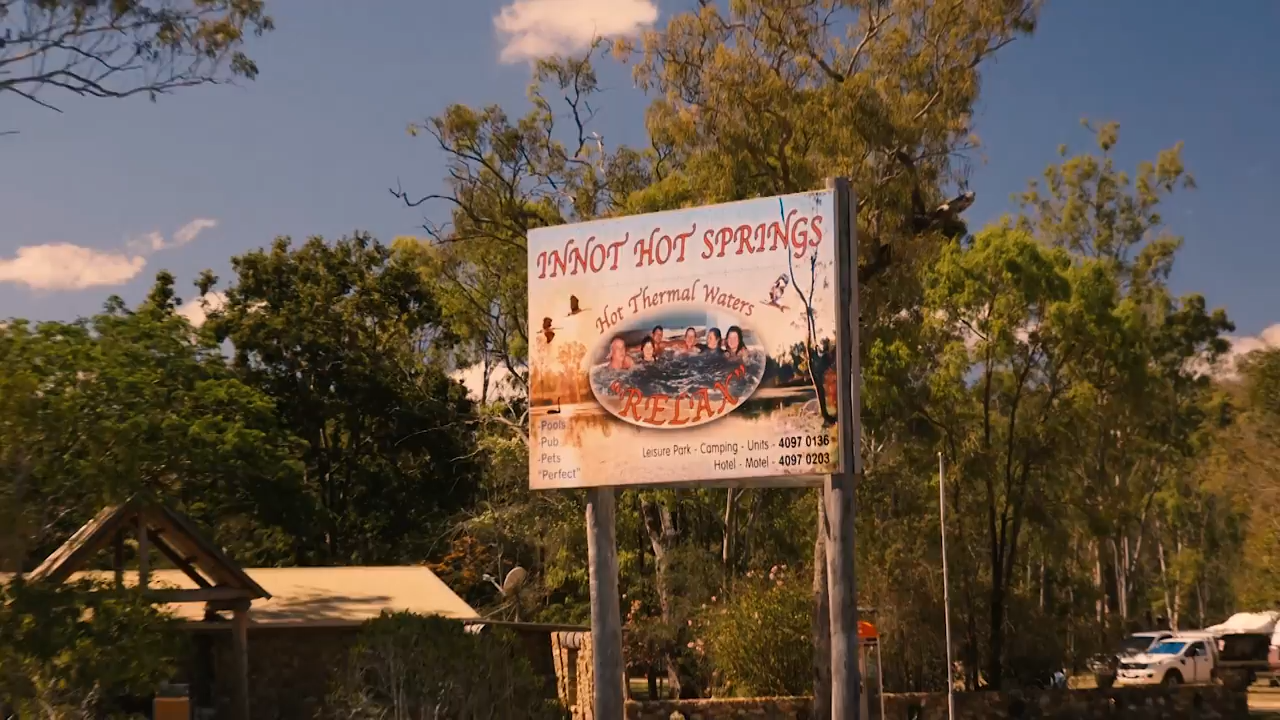 INNOT HOT SPRINGS
Hot Thermal Waters
"RELAX"
-Pools
-Pub
-Pets
"Perfect"
Leisure Park - Camping - Units - 4097 0136
Hotel - Motel - 4097 0203